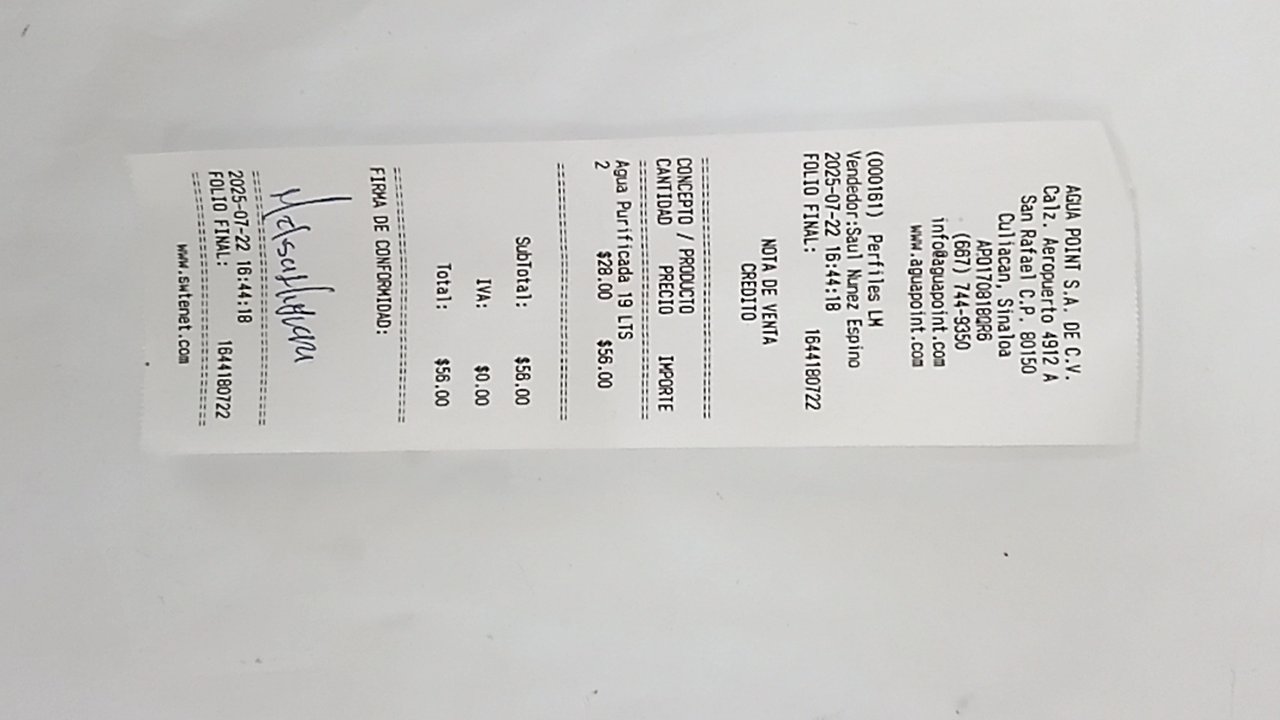 AGUA POINT S.A. DE C.V.
Calz. Aeropuerto 4912 A
San Rafael C.P. 80150
Culiacan, Sinaloa
APO170818QR6
(667) 744-9350
info@aguapoint.com
www.aguapoint.com
(000161) e Perfiles LM
Vendedor:Saul Nunez Espino
2025-07-22 16:44:18
FOLIO FINAL: 1644180722
NOTA DE VENTA
CREDITO
================================
CONCEPTO / PRODUCTO
CANTIDAD PRECIO IMPORTE
================================
Agua Purificada 19 LTS
2 $28.00 $56.00
================================
SubTotal: $56.00
IVA: $0.00
Total: $56.00
================================
FIRMA DE CONFORMIDAD:
================================
2025-07-22 16:44:18
FOLIO FINAL: 1644180722
================================
www.swtenet.com